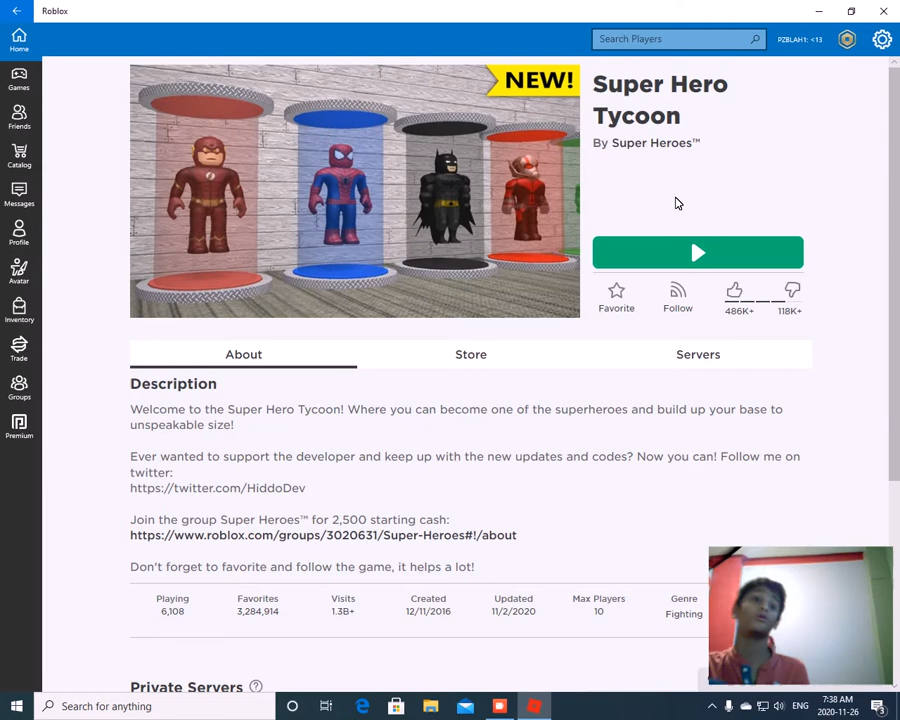 Roblox
Home
Search Players
PZBLAH1: <13
Games
Friends
Catalog
Messages
Profile
Avatar
Inventory
Trade
Groups
Premium
NEW!
Super Hero
Tycoon
By Super Heroes™
Favorite
Follow
486K+
118K+
About
Store
Servers
Description
Welcome to the Super Hero Tycoon! Where you can become one of the superheroes and build up your base to
unspeakable size!
Ever wanted to support the developer and keep up with the new updates and codes? Now you can! Follow me on
twitter:
https://twitter.com/HiddoDev
Join the group Super Heroes™ for 2,500 starting cash:
https://www.roblox.com/groups/3020631/Super-Heroes#!/about
Don't forget to favorite and follow the game, it helps a lot!
Playing Favorites Visits Created Updated Max Players Genre
6,108 3,284,914 1.3B+ 12/11/2016 11/2/2020 10 Fighting
Private Servers ?
Search for anything
ENG
7:38 AM
2020-11-26
3